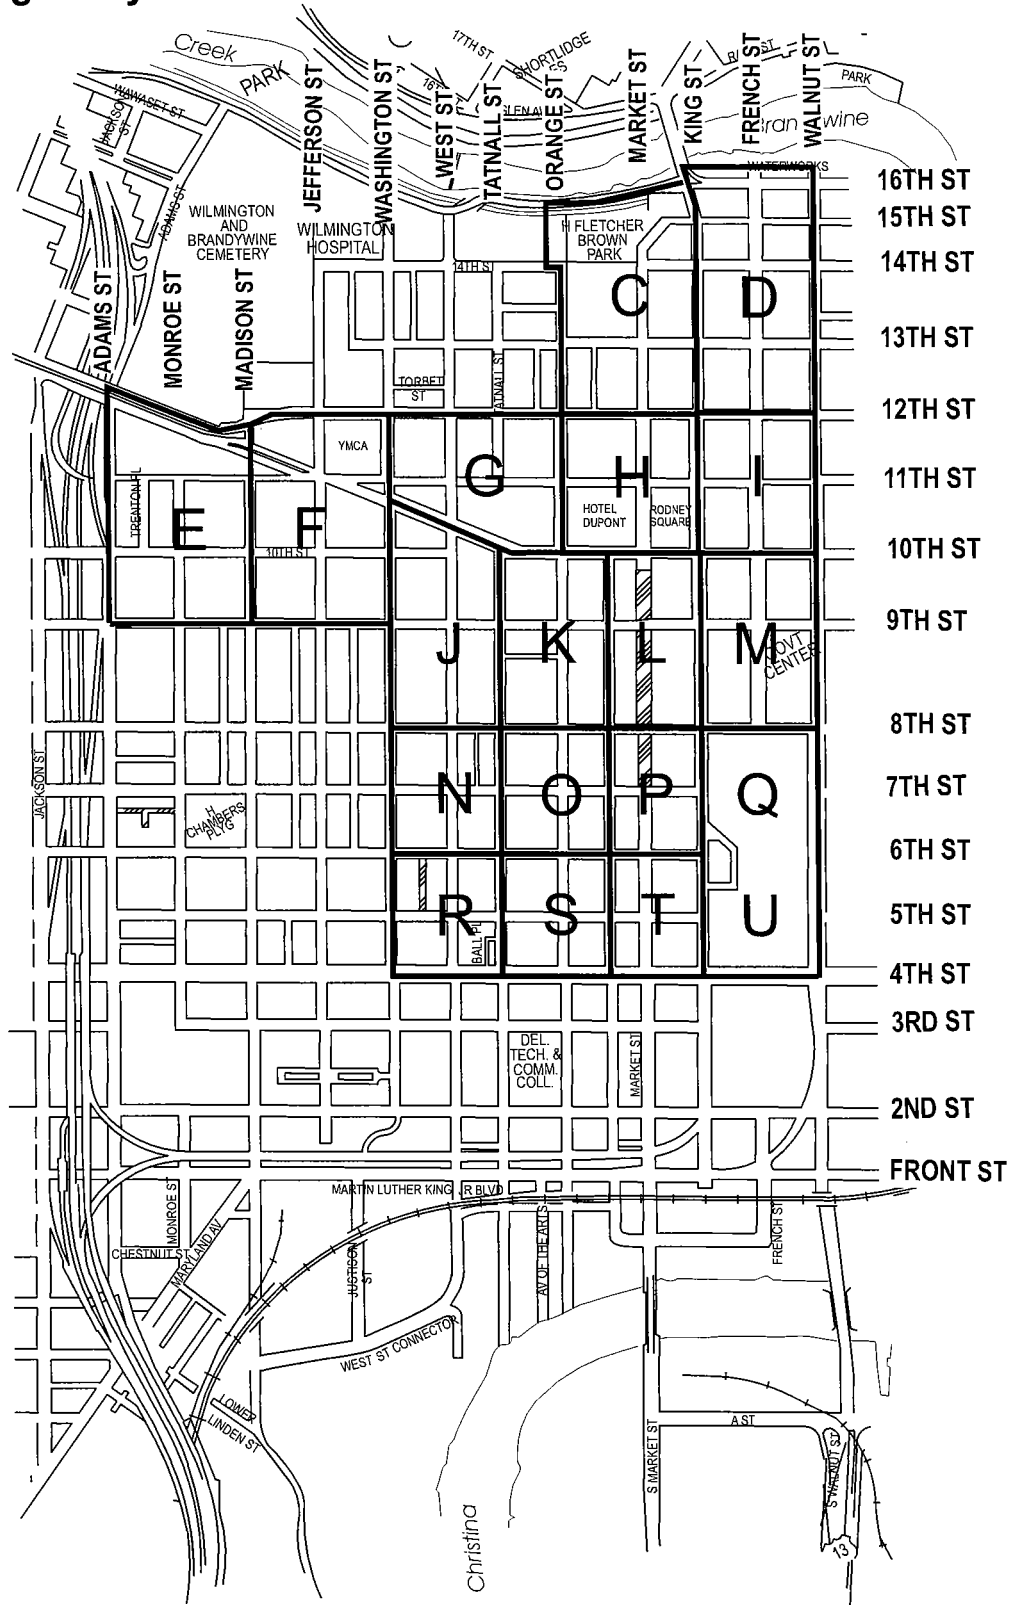 Creek
PARK
17TH ST
SHORTLIDGE
PARK
WAWASET ST
JACKSON
ST
JEFFERSON ST
WASHINGTON ST
WEST ST
TATNALL ST
ORANGE ST
MARKET ST
KING ST
FRENCH ST
WALNUT ST
WATERWORKS
16TH ST
15TH ST
14TH ST
13TH ST
12TH ST
11TH ST
10TH ST
9TH ST
8TH ST
7TH ST
6TH ST
5TH ST
4TH ST
3RD ST
2ND ST
FRONT ST
ADAMS ST
WILMINGTON
AND
BRANDYWINE
CEMETERY
WILMINGTON
HOSPITAL
H FLETCHER
BROWN
PARK
14TH ST
ADAMS ST
MONROE ST
MADISON ST
C
D
TORBET
ST
YMCA
G
H
I
HOTEL
DUPONT
RODNEY
SQUARE
E
F
10TH ST
J
K
L
M
GOVT
CENTER
N
O
P
Q
JACKSON ST
H
CHAMBERS
PLYG
R
S
T
U
BALL PL
DEL.
TECH. &
COMM.
COLL.
MARKET ST
MARTIN LUTHER KING JR BLVD
MONROE ST
CHESTNUT ST
MARYLAND AV
JUSTISON
ST
AV OF THE ARTS
FRENCH ST
WEST ST CONNECTOR
LOWER
LINDEN ST
A ST
S MARKET ST
S WALNUT ST
Christina
13